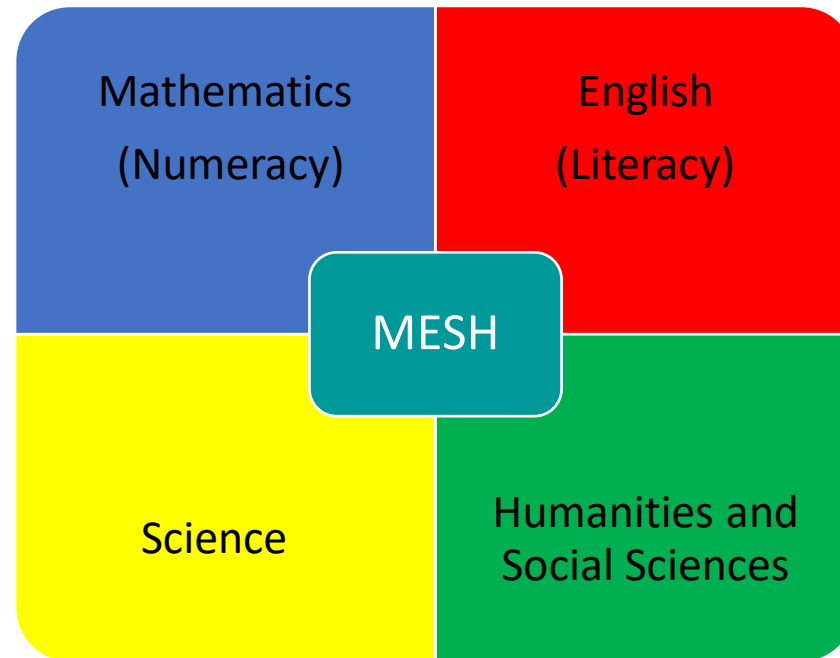 Mathematics
(Numeracy)
English
(Literacy)
MESH
Science
Humanities and
Social Sciences